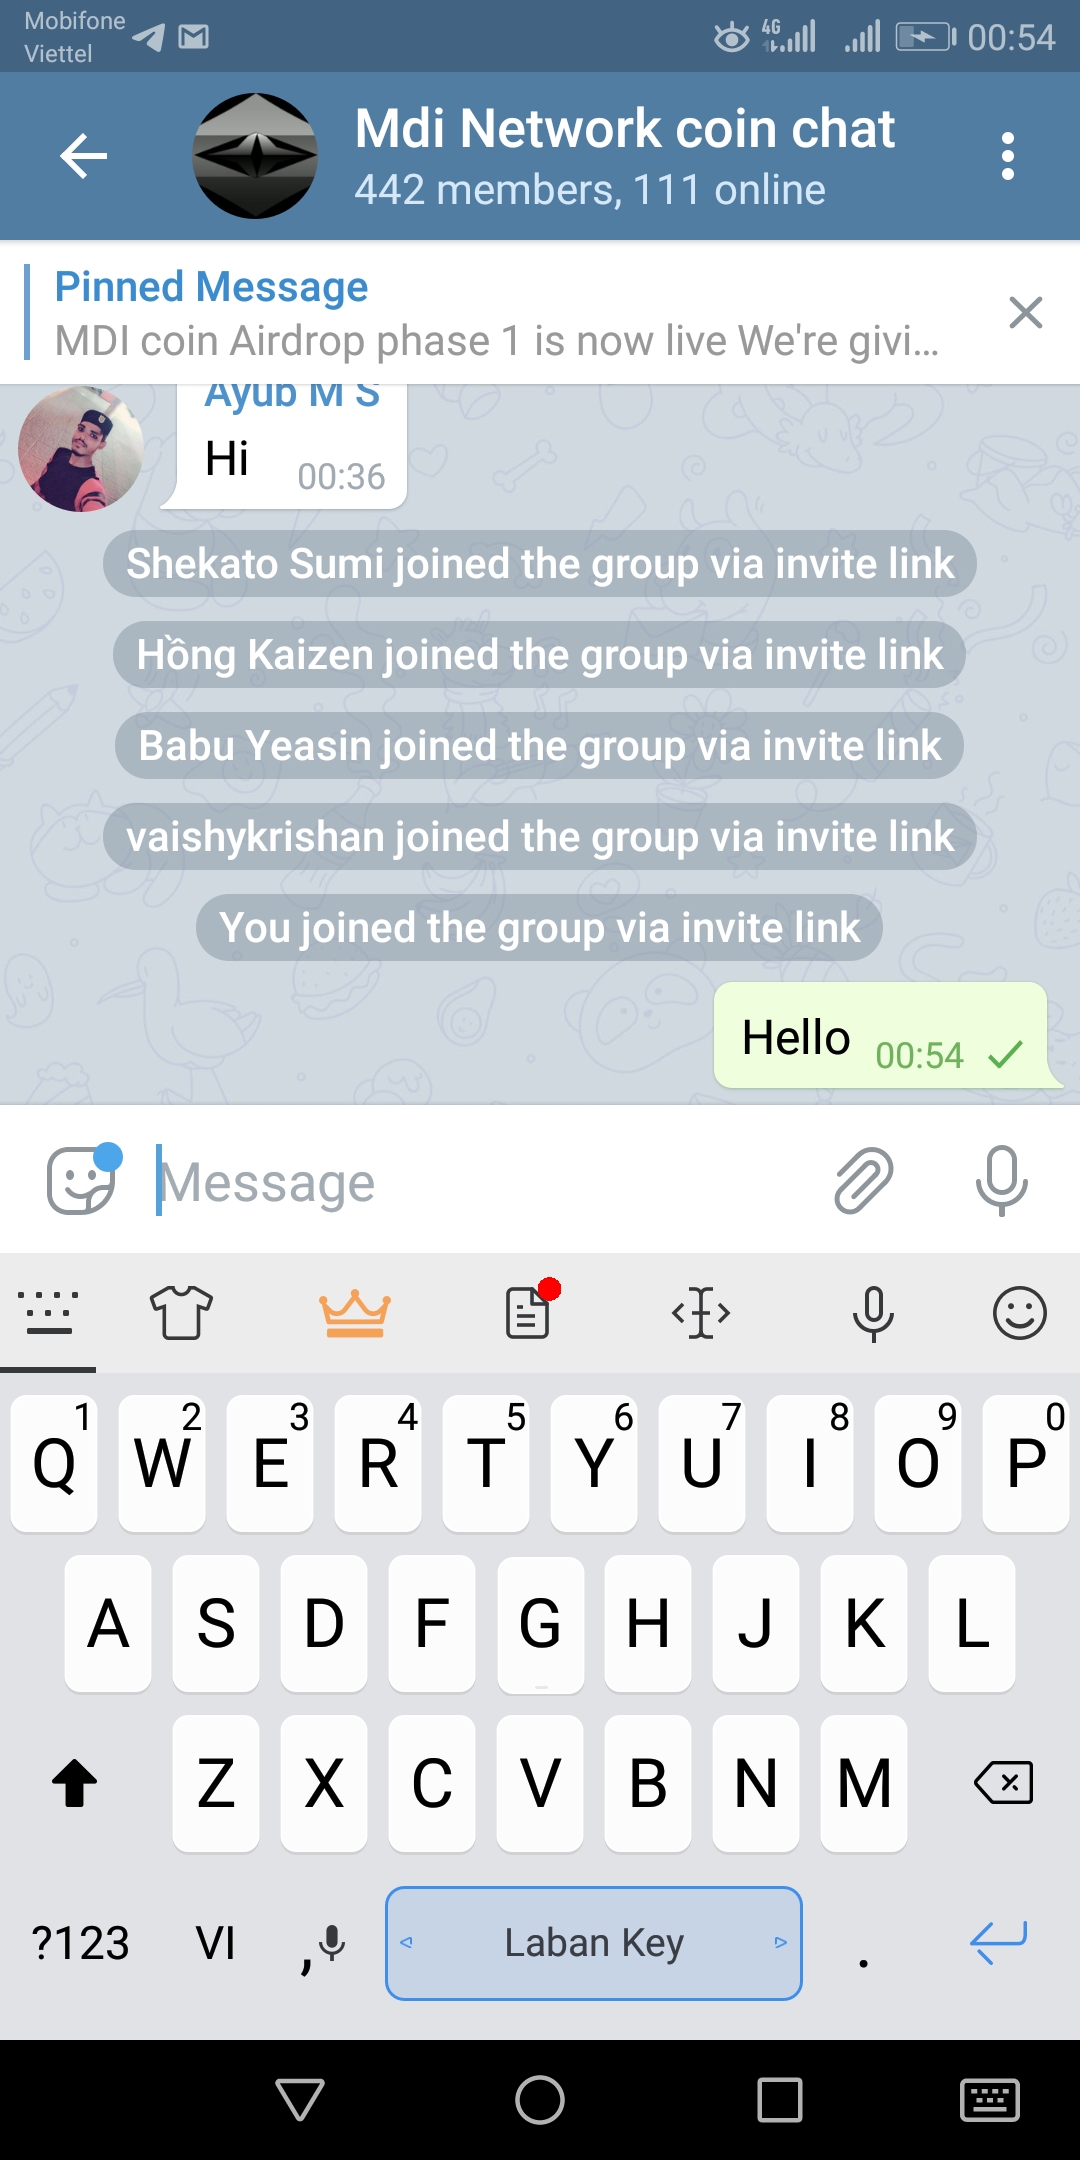 Mobifone
Viettel
4G
00:54
Mdi Network coin chat
442 members, 111 online
Pinned Message
MDI coin Airdrop phase 1 is now live We're givi...
Ayub M S
Hi 00:36
Shekato Sumi joined the group via invite link
Hồng Kaizen joined the group via invite link
Babu Yeasin joined the group via invite link
vaishykrishan joined the group via invite link
You joined the group via invite link
Hello 00:54
Message
1 2 3 4 5 6 7 8 9 0
Q W E R T Y U I O P
A S D F G H J K L
Z X C V B N M
?123 VI , Laban Key .